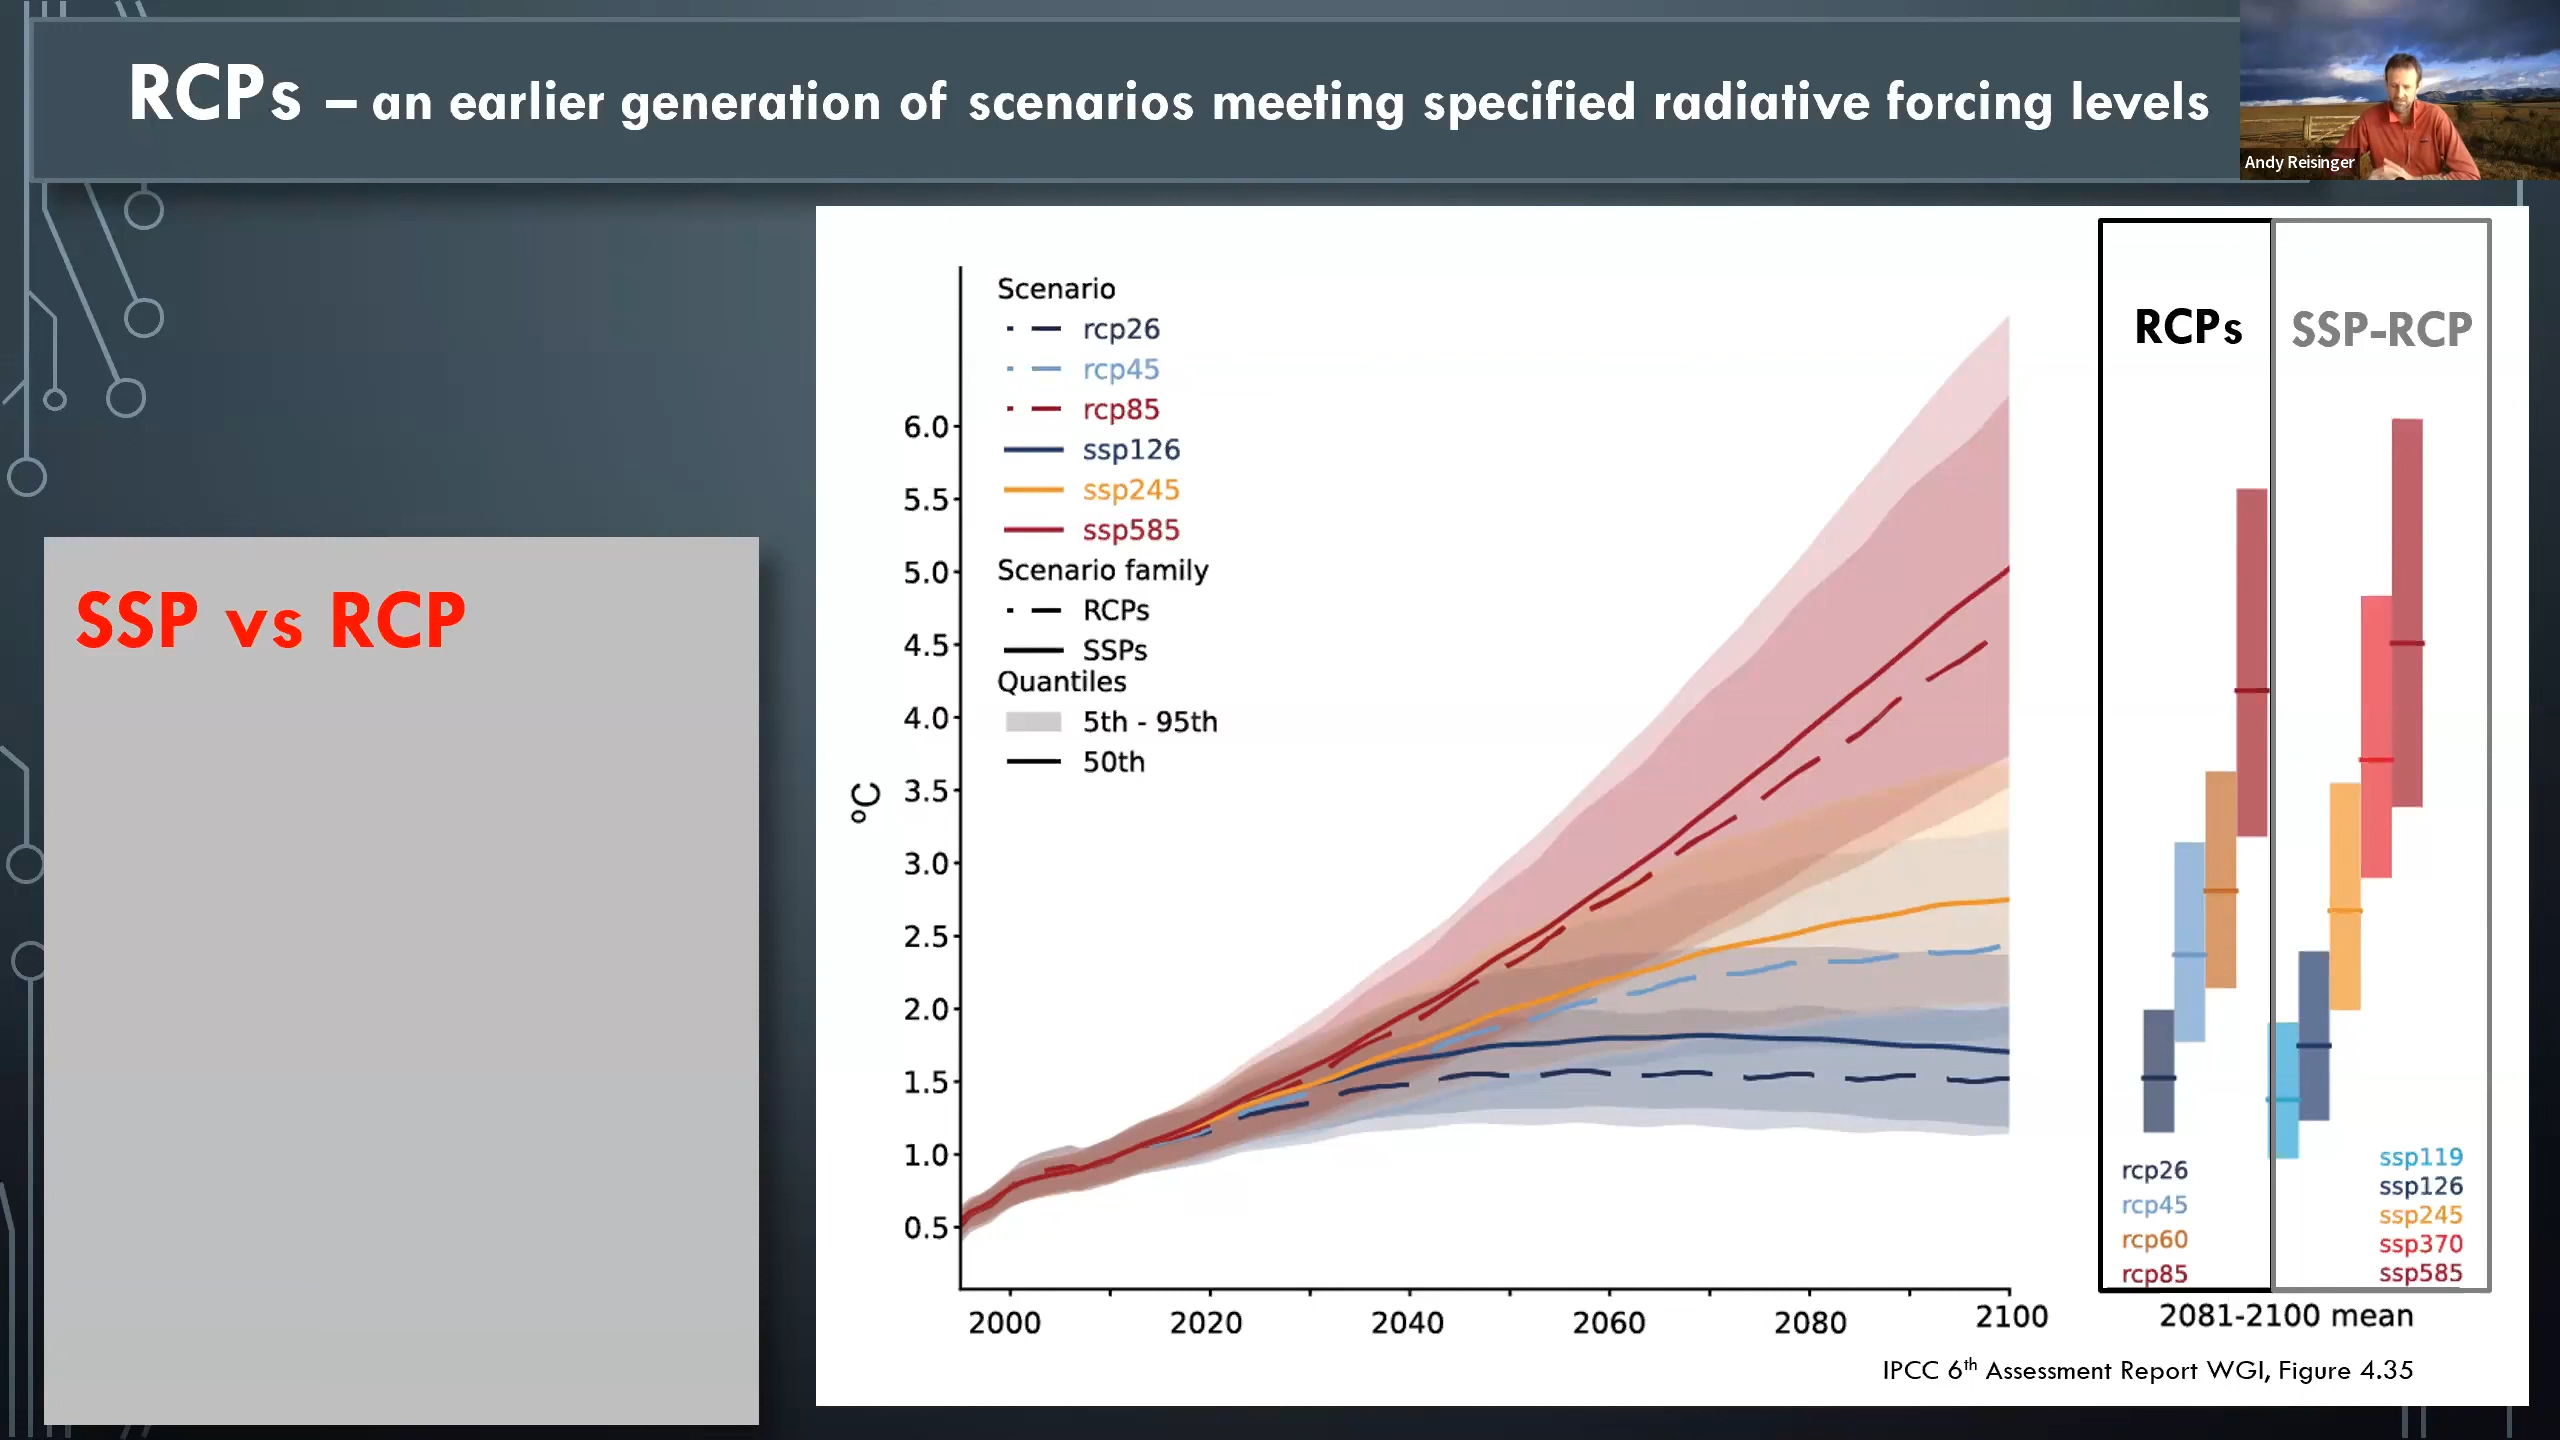 RCPs – an earlier generation of scenarios meeting specified radiative forcing levels
Andy Reisinger
SSP vs RCP
Scenario
rcp26
rcp45
rcp85
ssp126
ssp245
ssp585
Scenario family
RCPs
SSPs
Quantiles
5th - 95th
50th
°C
6.0
5.5
5.0
4.5
4.0
3.5
3.0
2.5
2.0
1.5
1.0
0.5
2000 2020 2040 2060 2080 2100
RCPs
SSP-RCP
rcp26
rcp45
rcp60
rcp85
ssp119
ssp126
ssp245
ssp370
ssp585
2081-2100 mean
IPCC 6th Assessment Report WGI, Figure 4.35